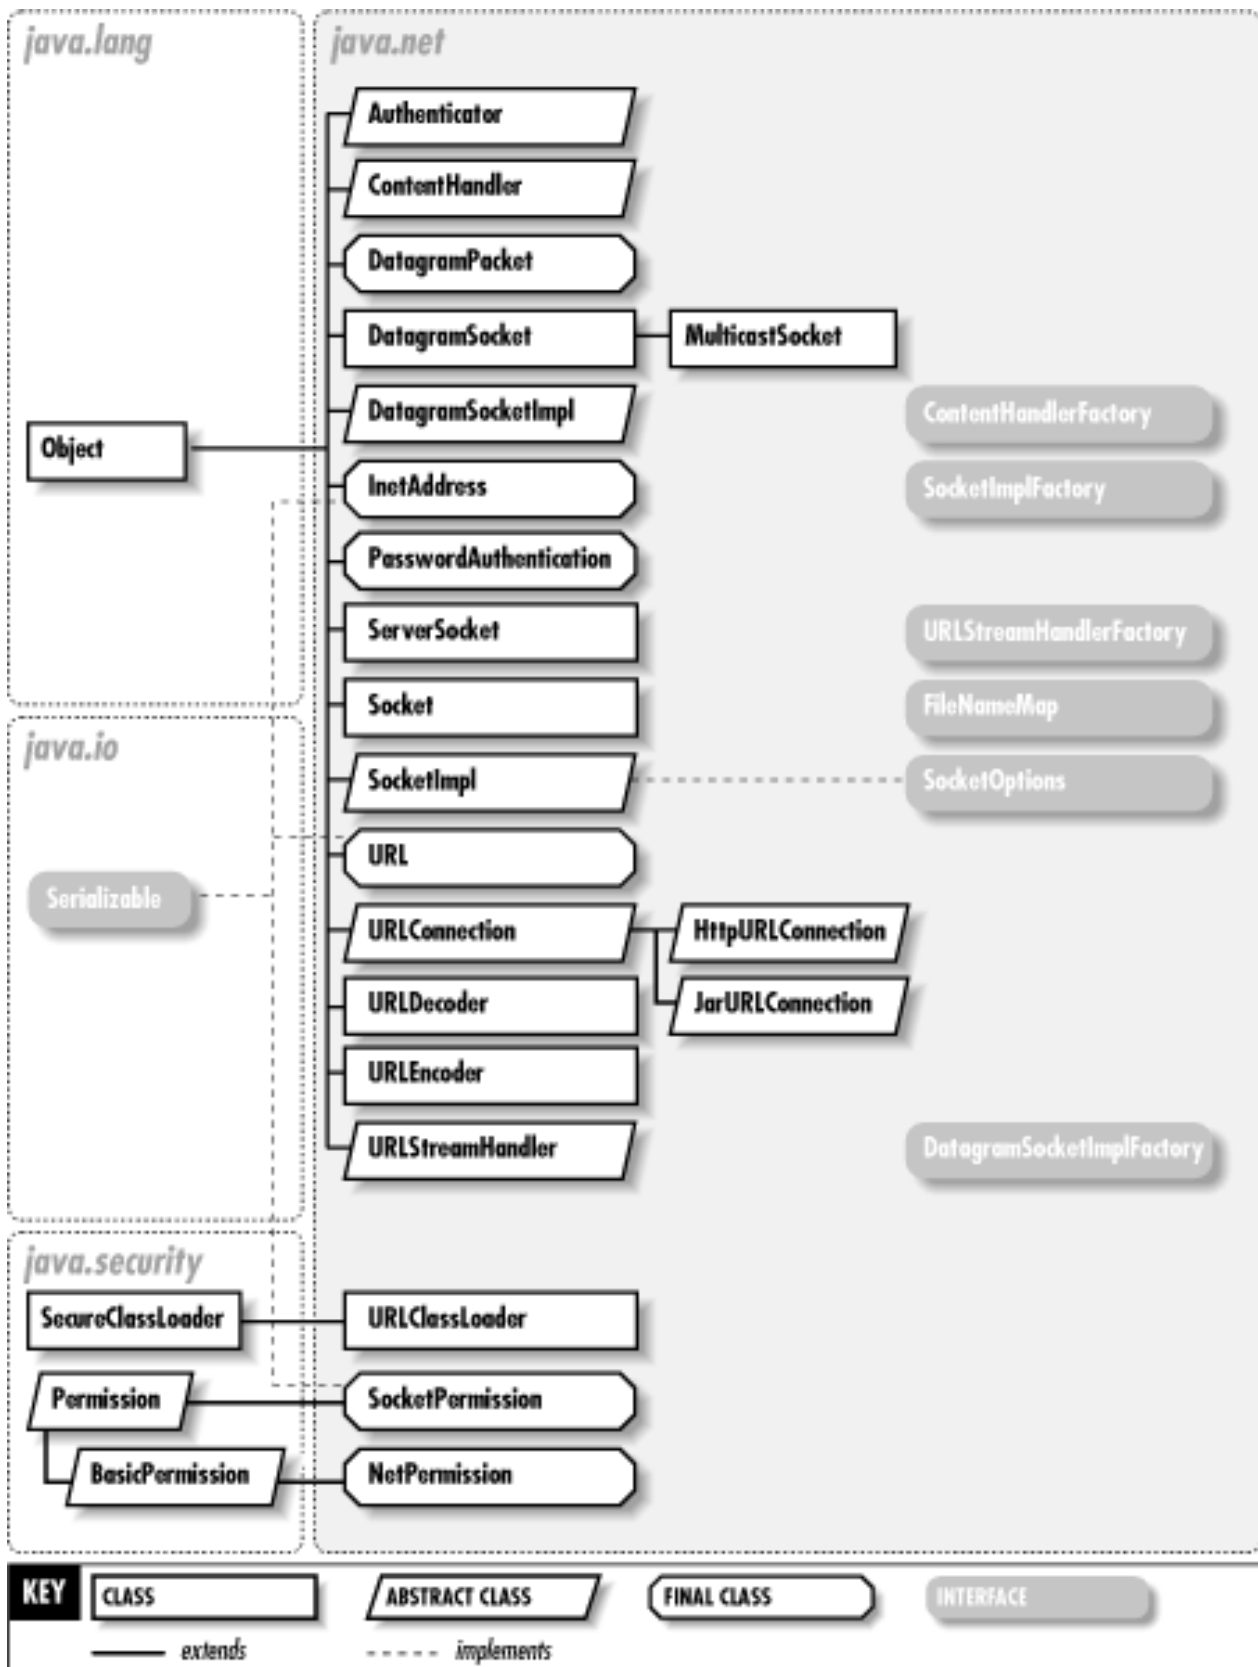 java.lang
java.net
Authenticator
ContentHandler
DatagramPacket
DatagramSocket
MulticastSocket
DatagramSocketImpl
ContentHandlerFactory
Object
InetAddress
SocketImplFactory
PasswordAuthentication
ServerSocket
URLStreamHandlerFactory
Socket
FileNameMap
java.io
SocketImpl
SocketOptions
URL
Serializable
URLConnection
HttpURLConnection
URLDecoder
JarURLConnection
URLEncoder
URLStreamHandler
DatagramSocketImplFactory
java.security
SecureClassLoader
URLClassLoader
Permission
SocketPermission
BasicPermission
NetPermission
KEY
CLASS
ABSTRACT CLASS
FINAL CLASS
INTERFACE
extends
implements